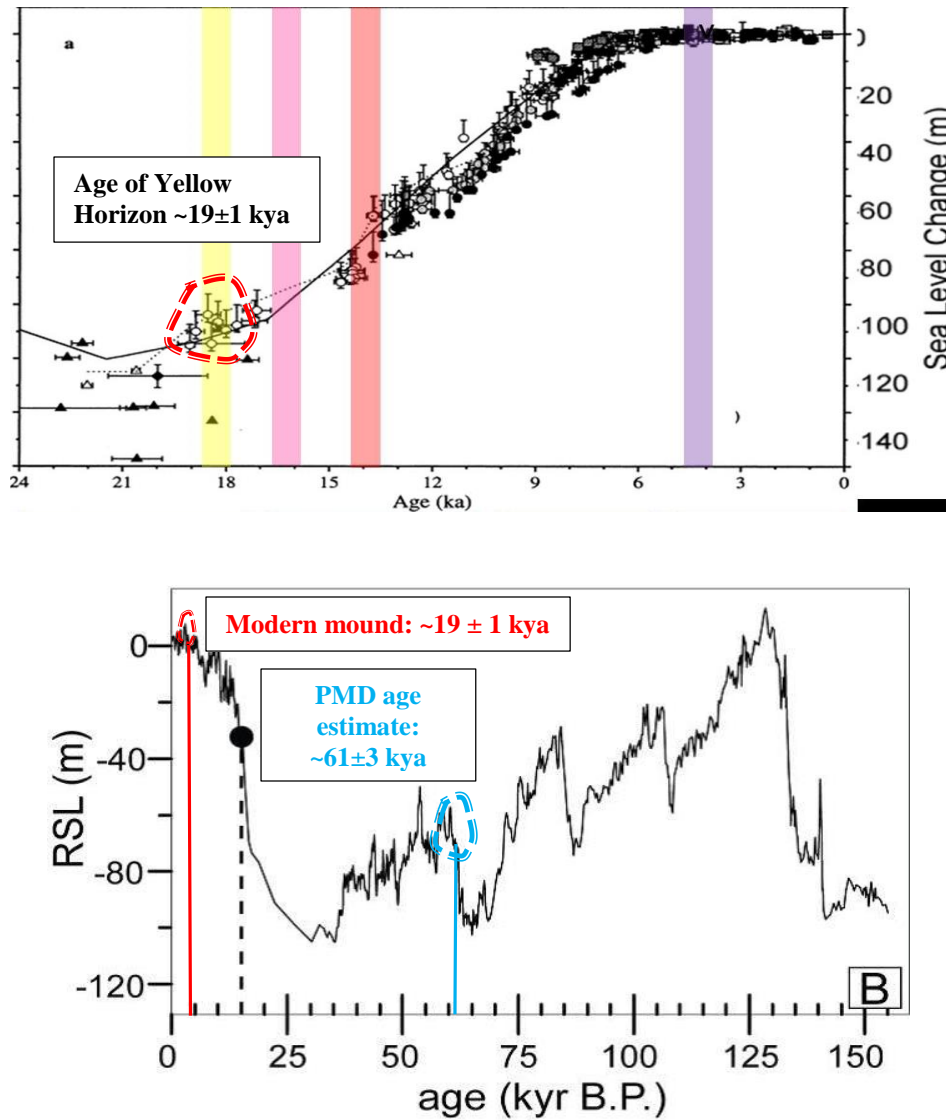 a
Age of Yellow
Horizon ~19±1 kya
)
20
40
60
80
100
120
140
Sea Level Change (m)
)
24
21
18
15
12
9
6
3
0
Age (ka)
Modern mound: ~19 ± 1 kya
PMD age
estimate:
~61±3 kya
0
-40
-80
-120
RSL (m)
B
0
25
50
75
100
125
150
age (kyr B.P.)